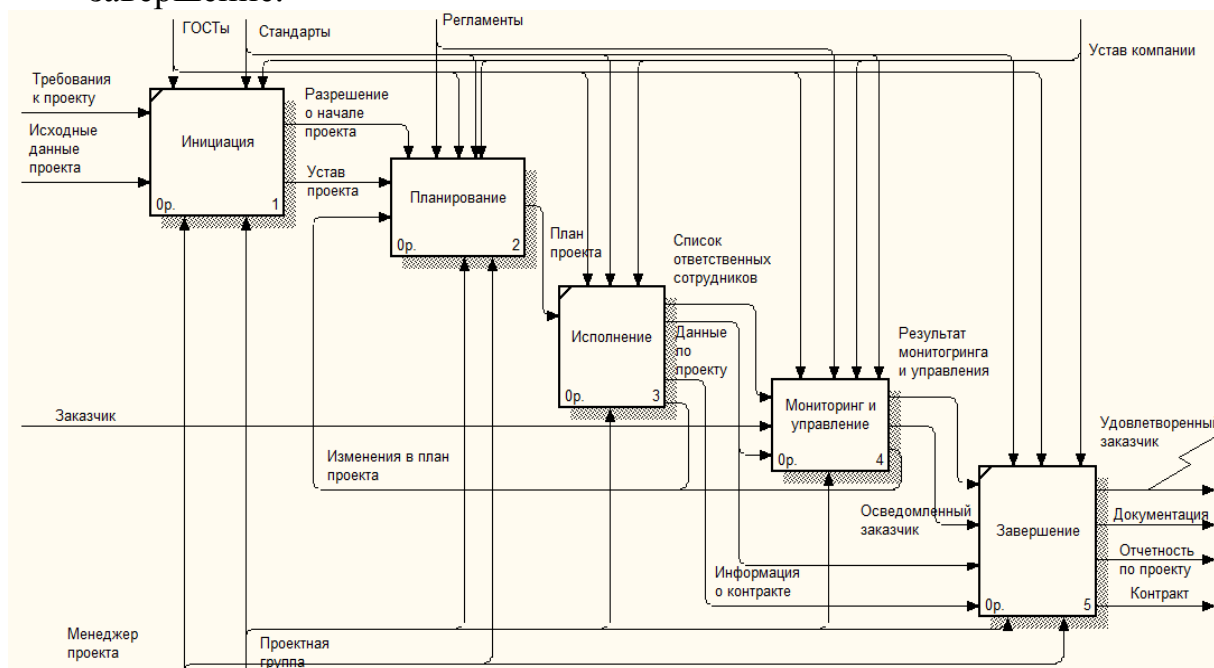 завершение.
ГОСТы
Стандарты
Регламенты
Устав компании
Требования
к проекту
Исходные
данные
проекта
Инициация
0р.
1
Разрешение
о начале
проекта
Устав
проекта
Планирование
0р.
2
План
проекта
Список
ответственных
сотрудников
Исполнение
0р.
3
Данные
по
проекту
Результат
монитогринга
и управления
Мониторинг и
управление
0р.
4
Заказчик
Изменения в план
проекта
Удовлетворенный
заказчик
Осведомленный
заказчик
Завершение
0р.
5
Документация
Отчетность
по проекту
Контракт
Информация
о контракте
Менеджер
проекта
Проектная
группа